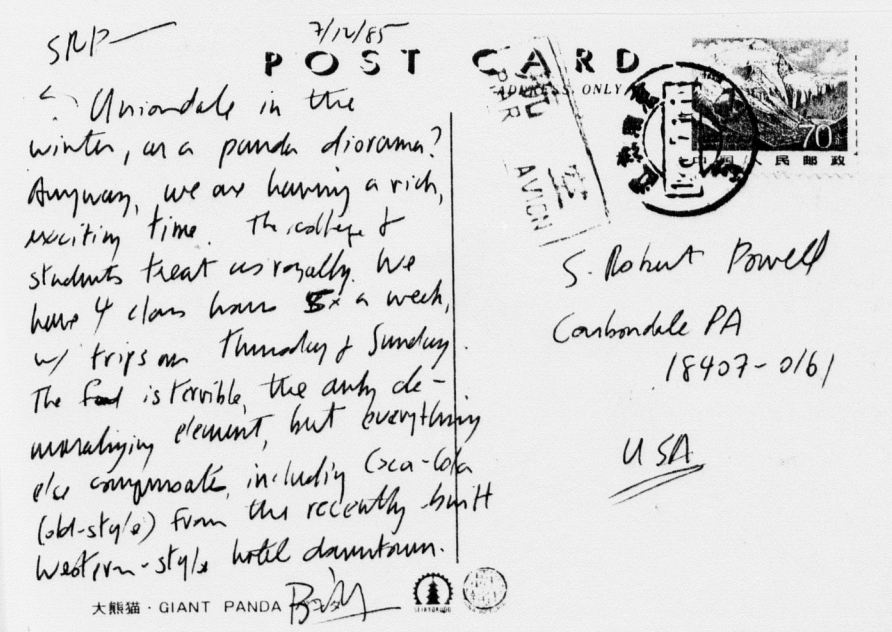 SRP—
7/12/85
POST CARD
ADDRESS ONLY
Uniondale in the
winter, or a panda diorama?
Anyway, we are having a rich,
exciting time. The college &
students treat us royally. We
have 4 class hours 5x a week,
w/ trips on Thursday & Sunday.
The food is terrible, the only de-
moralizing element, but everything
else compensates, including Coca-Cola
(old-style) from the recently built
Western-style hotel downtown.
大熊猫·GIANT PANDA
PAR AVION
70
中国人民邮政
S. Robert Powell
Carbondale PA
18407-0161
USA